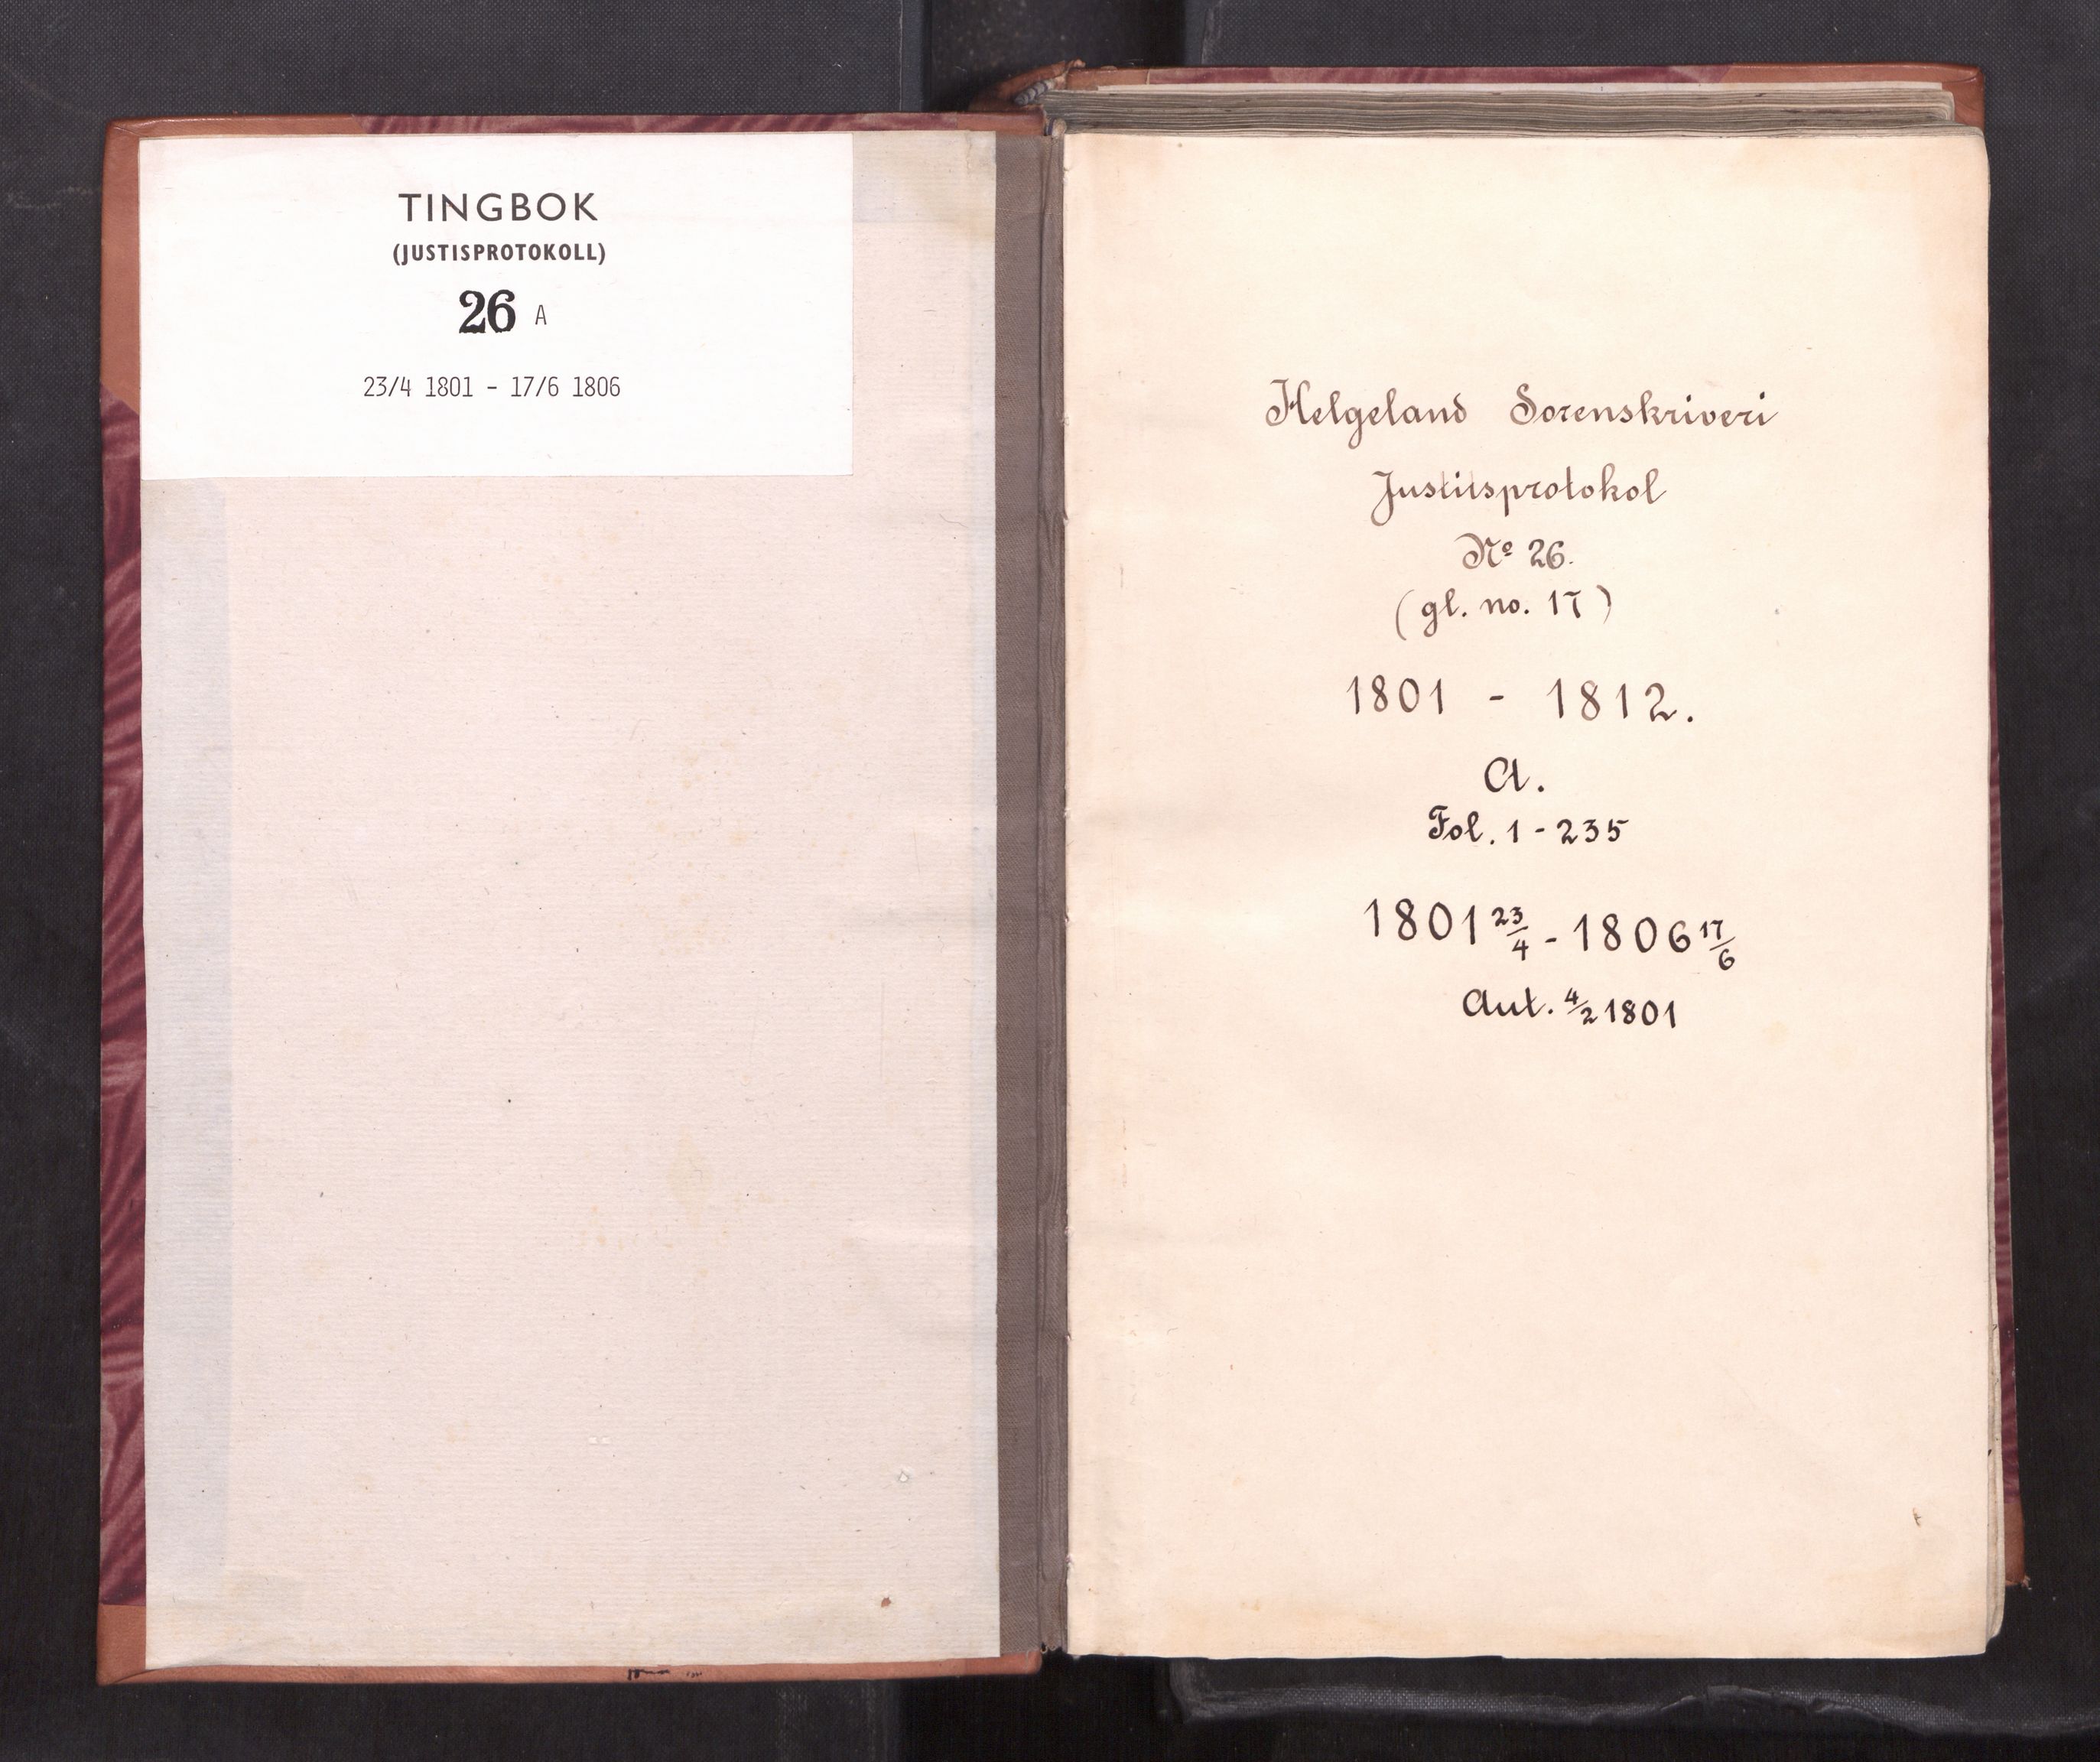 TINGBOK
(JUSTISPROTOKOLL)
26 A
23/4 1801 - 17/6 1806
Helgeland Sorenskriveri
Justitsprotokol
Nº 26.
(gl. no. 17)
1801 - 1812.
A.
Fol. 1 - 235
1801 23/4 - 1806 17/6
Aut. 4/2 1801